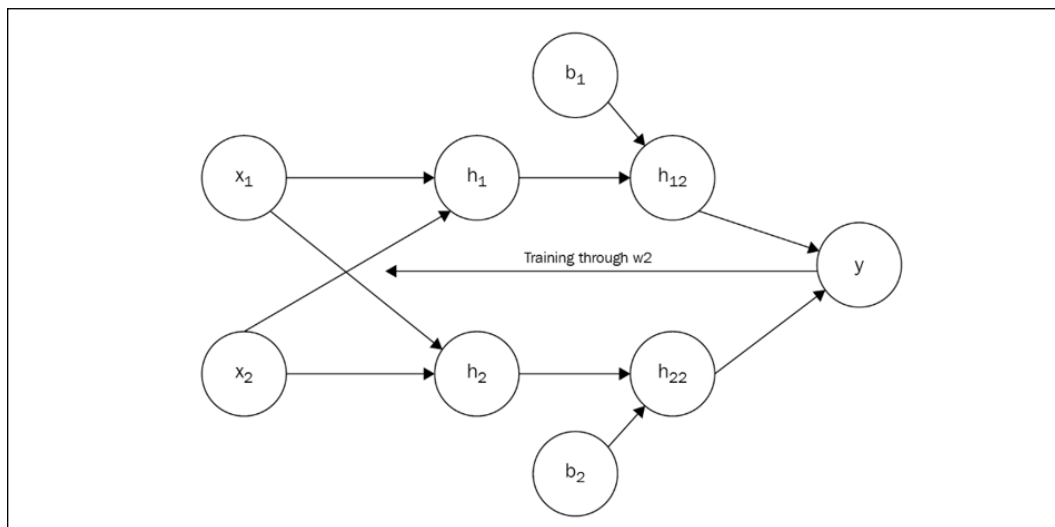 b₁
x₁
h₁
h₁₂
Training through w2
y
x₂
h₂
h₂₂
b₂